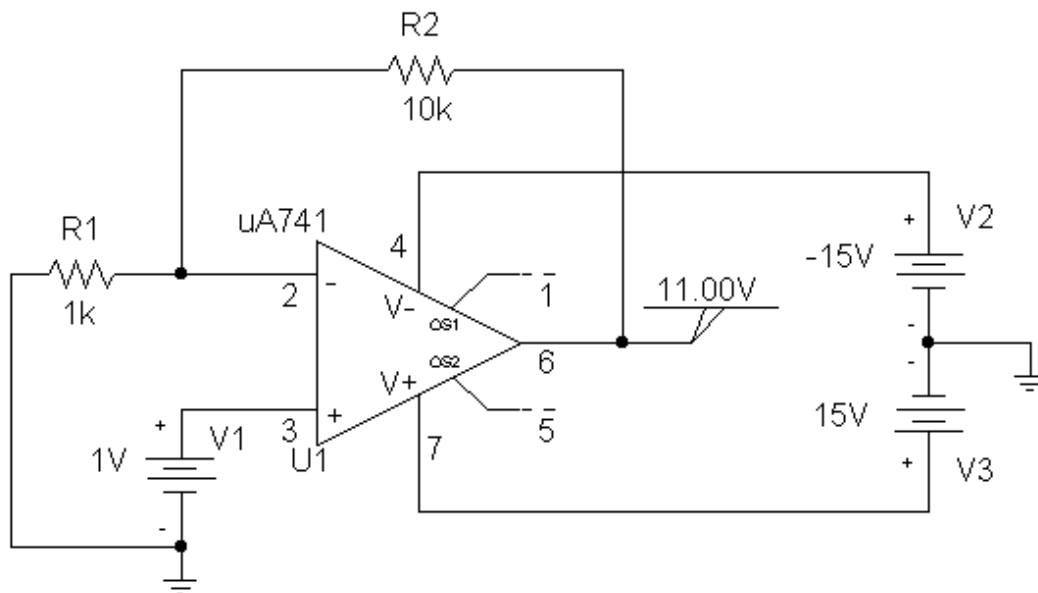 R2
10k
uA741
4
V2
R1
-15V
11.00V
1
1k
2
-
V-
OS1
OS2
6
V+
+
3
5
15V
V1
7
1V
U1
V3